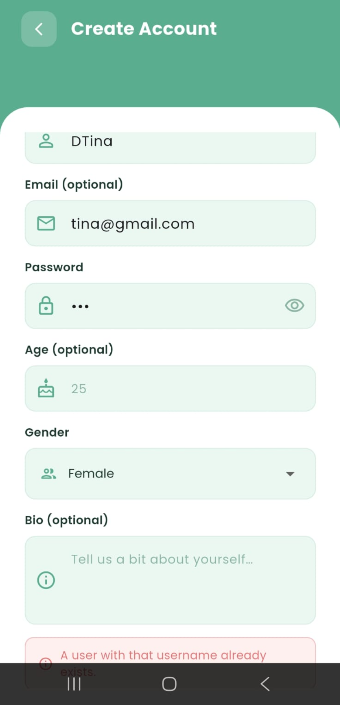 Create Account
DTina
Email (optional)
tina@gmail.com
Password
•••
Age (optional)
25
Gender
Female
Bio (optional)
Tell us a bit about yourself...
A user with that username already
exists.